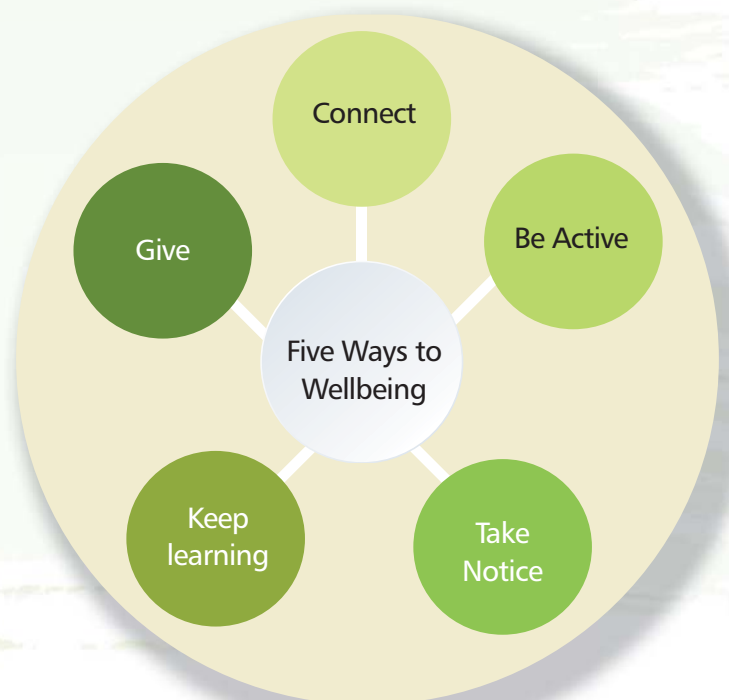 Connect
Be Active
Give
Five Ways to
Wellbeing
Keep
learning
Take
Notice